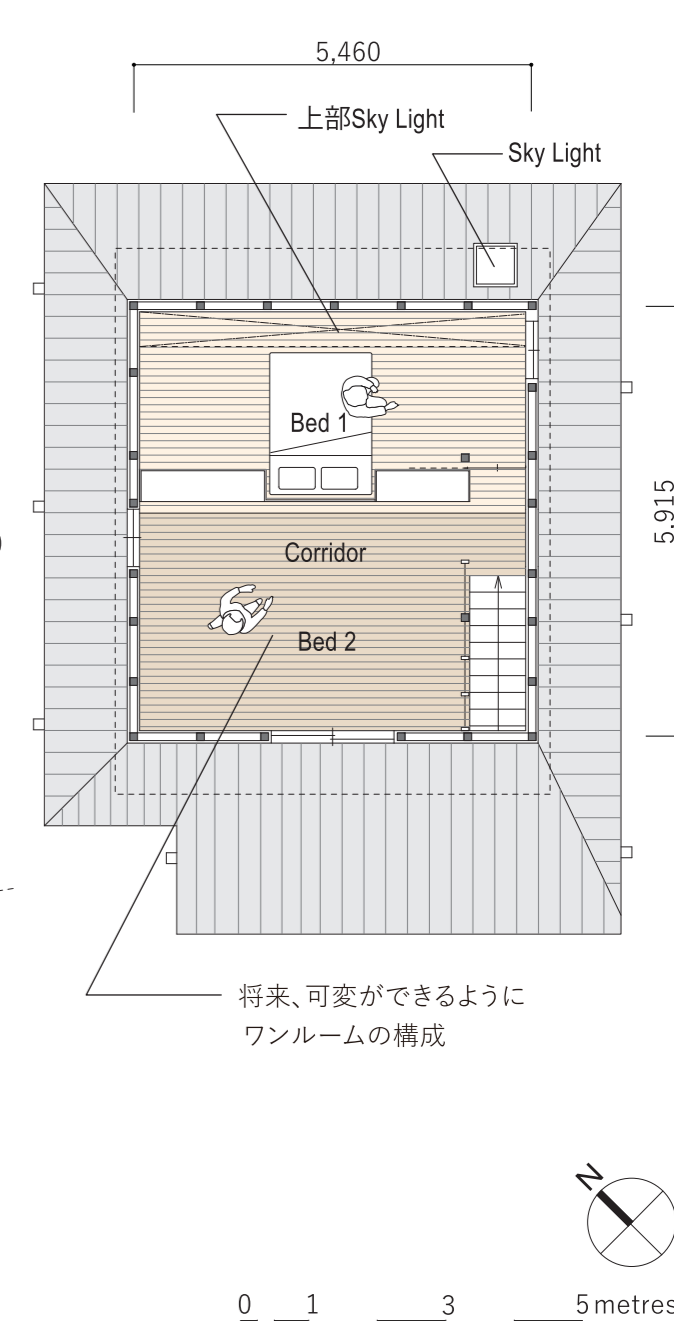 5,460
上部Sky Light
Sky Light
Bed 1
5,915
Corridor
Bed 2
将来、可変ができるように
ワンルームの構成
N
0 1 3 5 metres